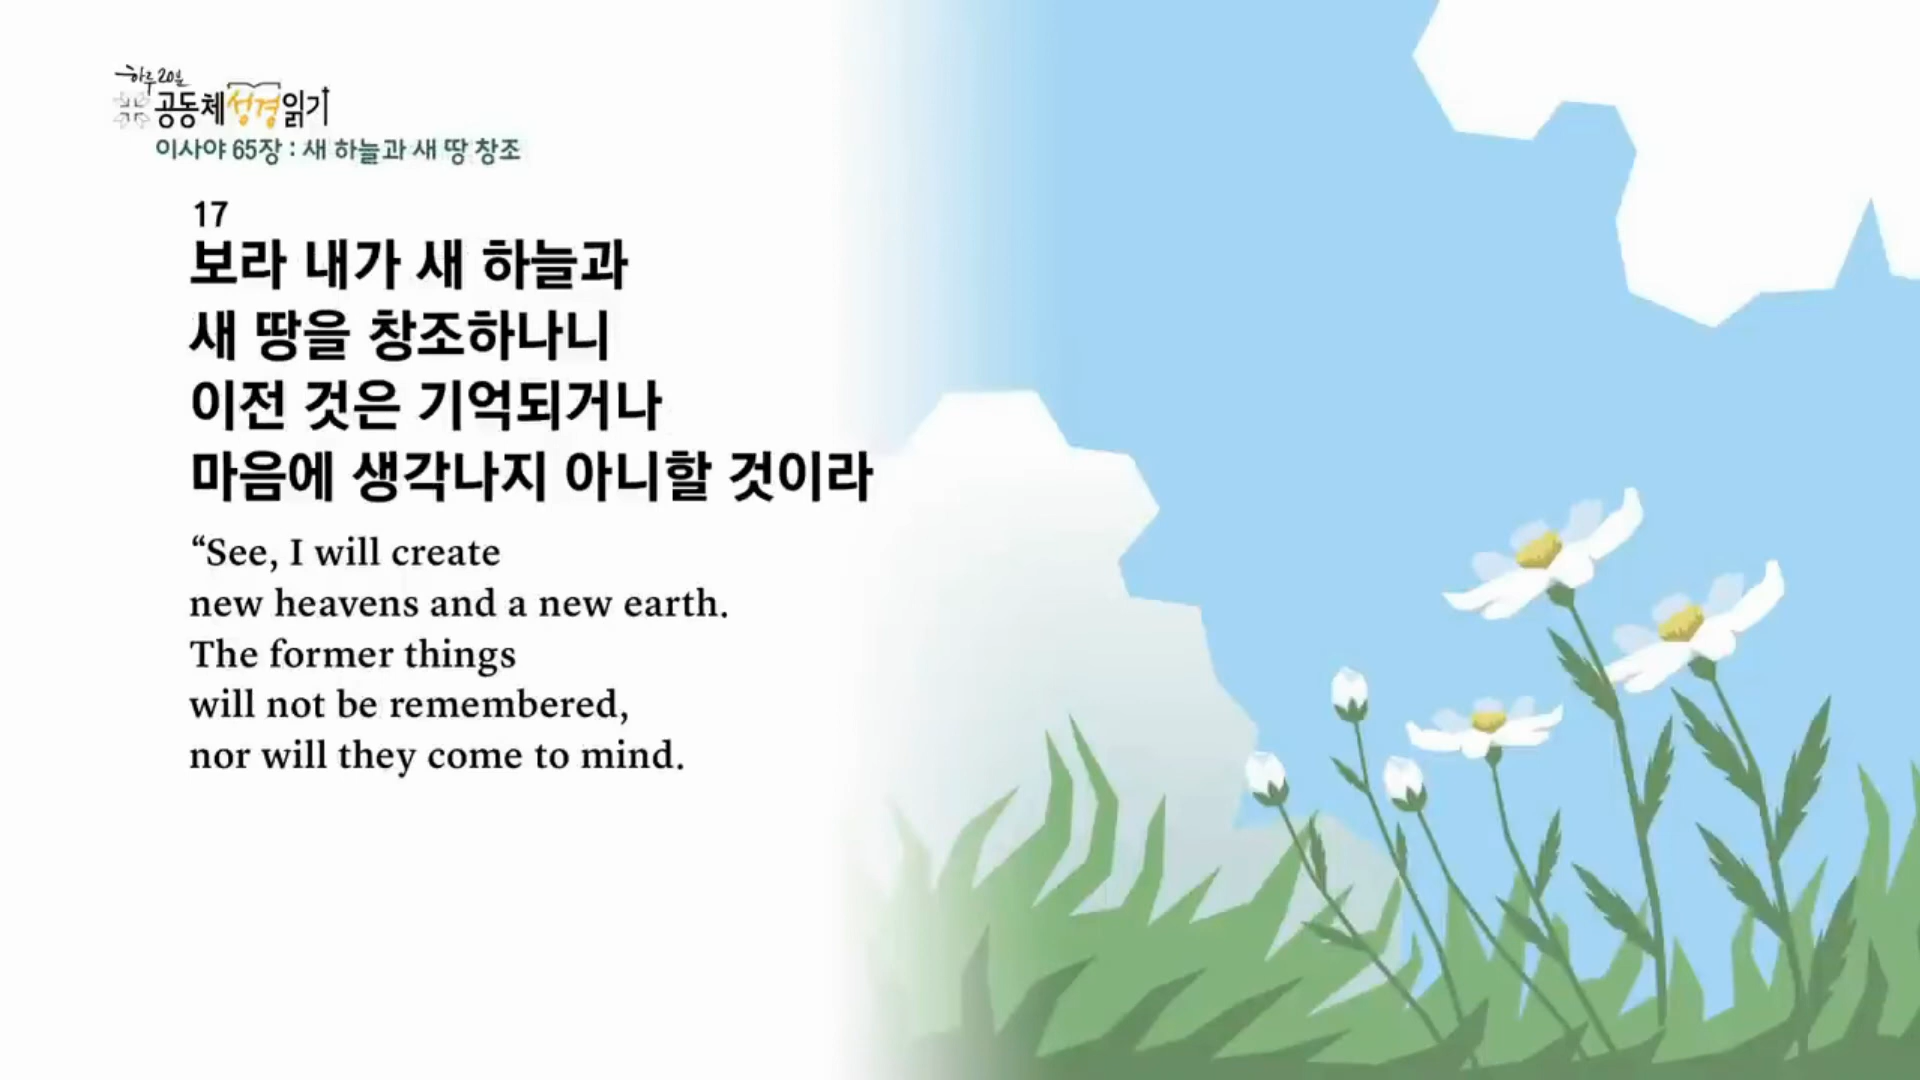 하루20분
공동체성경읽기
이사야 65장 : 새 하늘과 새 땅 창조
17
보라 내가 새 하늘과
새 땅을 창조하나니
이전 것은 기억되거나
마음에 생각나지 아니할 것이라
“See, I will create
new heavens and a new earth.
The former things
will not be remembered,
nor will they come to mind.